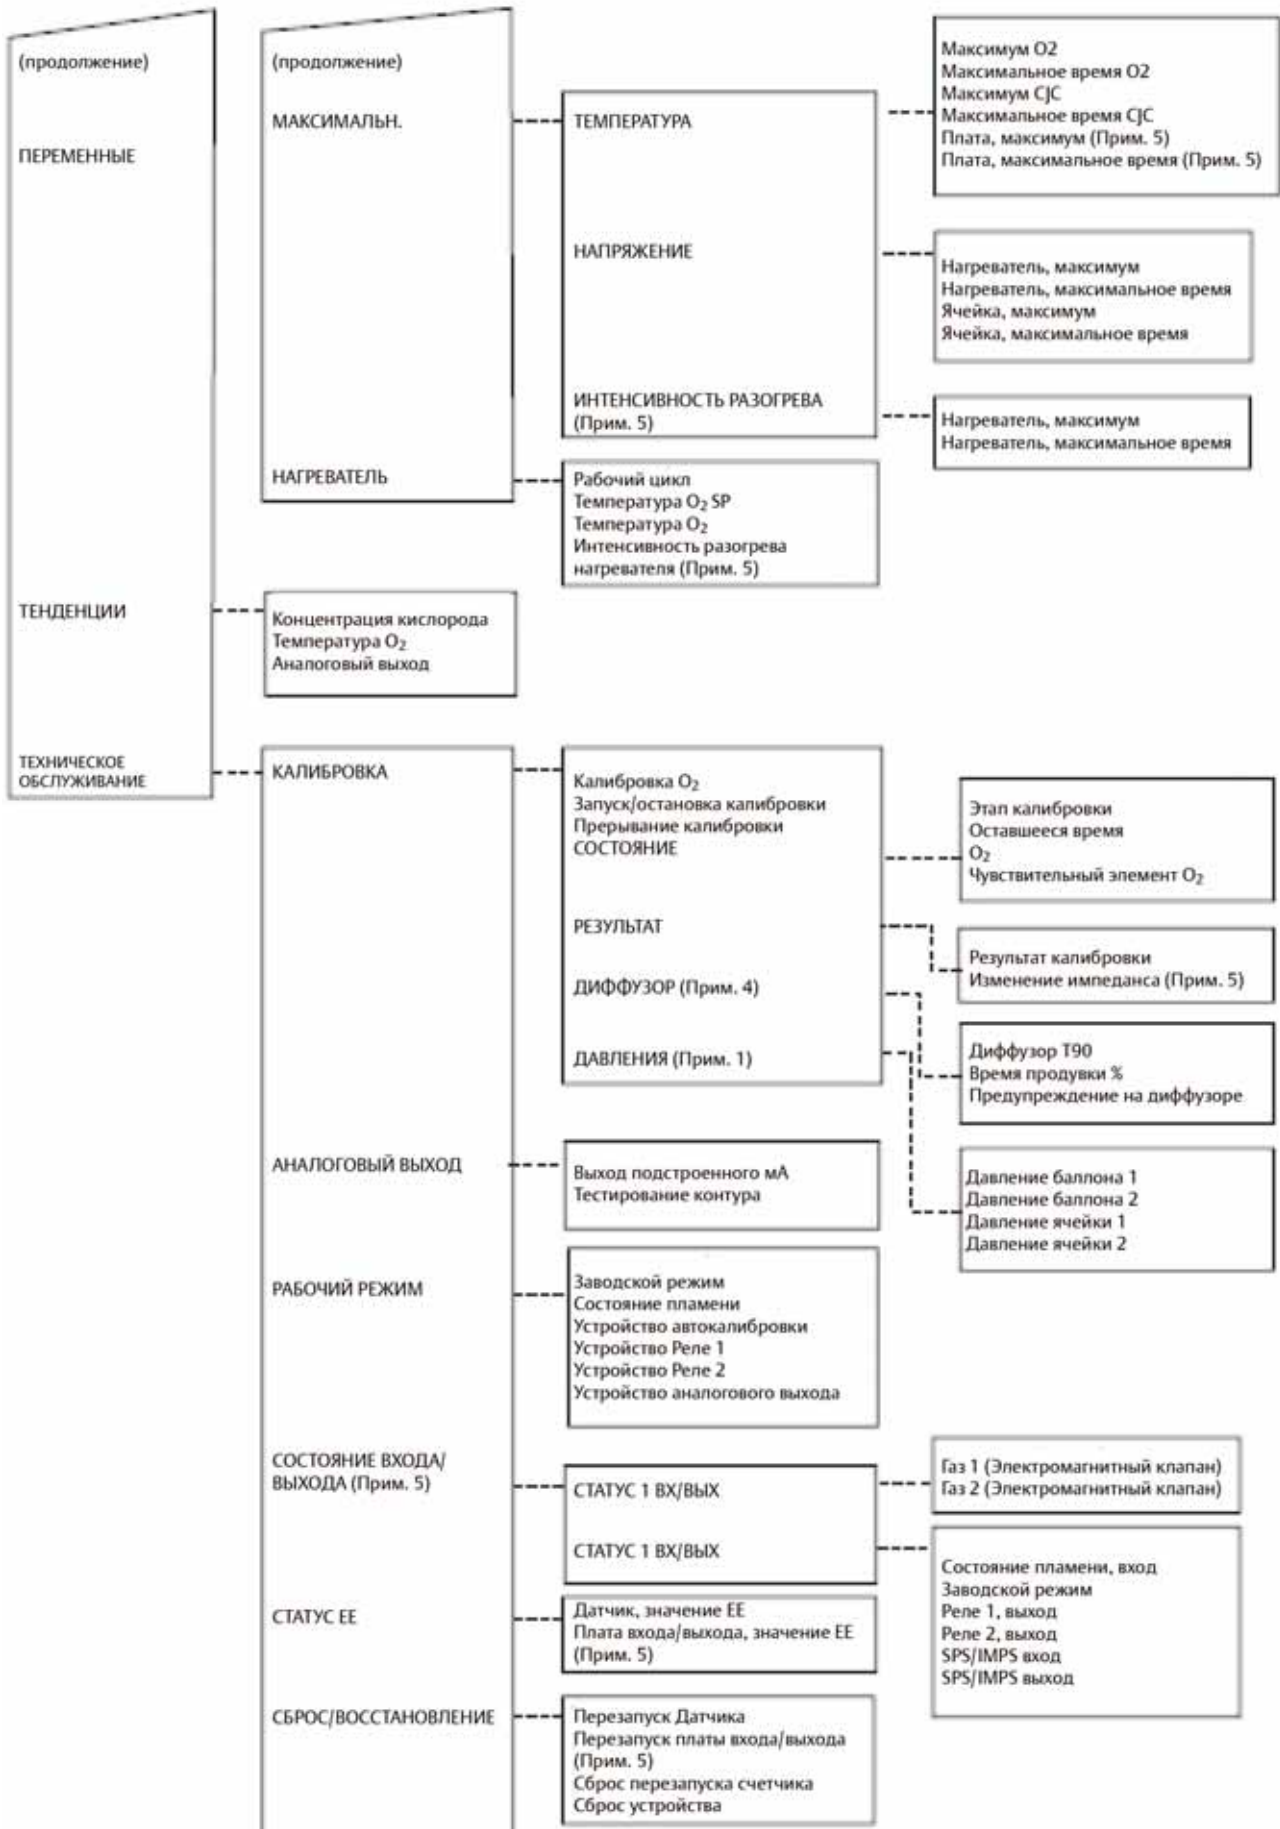 (продолжение)
ПЕРЕМЕННЫЕ
ТЕНДЕНЦИИ
ТЕХНИЧЕСКОЕ
ОБСЛУЖИВАНИЕ
(продолжение)
МАКСИМАЛЬН.
НАГРЕВАТЕЛЬ
ТЕМПЕРАТУРА
НАПРЯЖЕНИЕ
ИНТЕНСИВНОСТЬ РАЗОГРЕВА
(Прим. 5)
Максимум O2
Максимальное время O2
Максимум CJC
Максимальное время CJC
Плата, максимум (Прим. 5)
Плата, максимальное время (Прим. 5)
Нагреватель, максимум
Нагреватель, максимальное время
Ячейка, максимум
Ячейка, максимальное время
Нагреватель, максимум
Нагреватель, максимальное время
Рабочий цикл
Температура O₂ SP
Температура O₂
Интенсивность разогрева
нагревателя (Прим. 5)
Концентрация кислорода
Температура O₂
Аналоговый выход
КАЛИБРОВКА
Калибровка O₂
Запуск/остановка калибровки
Прерывание калибровки
СОСТОЯНИЕ
РЕЗУЛЬТАТ
ДИФФУЗОР (Прим. 4)
ДАВЛЕНИЯ (Прим. 1)
Этап калибровки
Оставшееся время
O₂
Чувствительный элемент O₂
Результат калибровки
Изменение импеданса (Прим. 5)
Диффузор T90
Время продувки %
Предупреждение на диффузоре
Давление баллона 1
Давление баллона 2
Давление ячейки 1
Давление ячейки 2
АНАЛОГОВЫЙ ВЫХОД
Выход подстроенного мА
Тестирование контура
РАБОЧИЙ РЕЖИМ
Заводской режим
Состояние пламени
Устройство автокалибровки
Устройство Реле 1
Устройство Реле 2
Устройство аналогового выхода
СОСТОЯНИЕ ВХОДА/
ВЫХОДА (Прим. 5)
СТАТУС 1 ВХ/ВЫХ
СТАТУС 1 ВХ/ВЫХ
Газ 1 (Электромагнитный клапан)
Газ 2 (Электромагнитный клапан)
Состояние пламени, вход
Заводской режим
Реле 1, выход
Реле 2, выход
SPS/IMPS вход
SPS/IMPS выход
СТАТУС ЕЕ
Датчик, значение ЕЕ
Плата входа/выхода, значение ЕЕ
(Прим. 5)
СБРОС/ВОССТАНОВЛЕНИЕ
Перезапуск Датчика
Перезапуск платы входа/выхода
(Прим. 5)
Сброс перезапуска счетчика
Сброс устройства